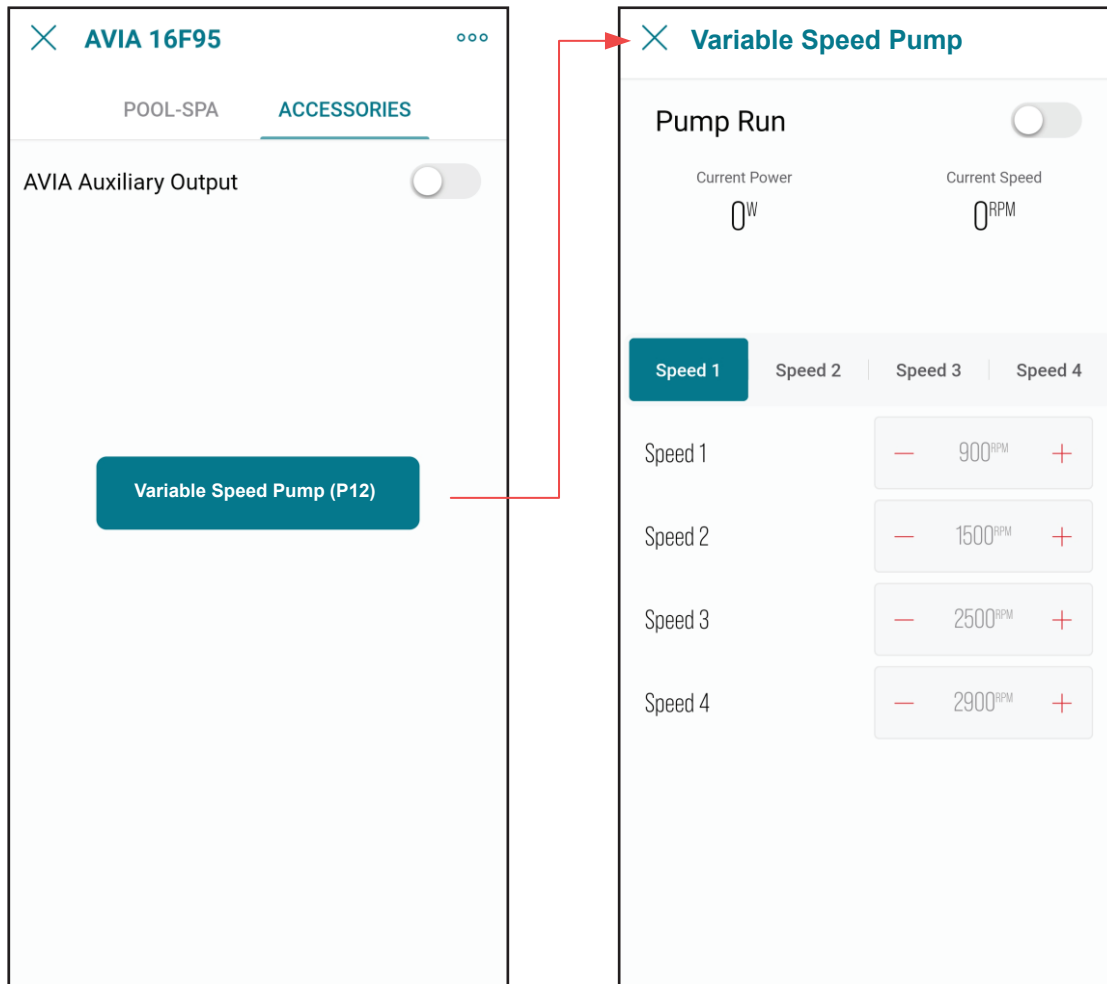 AVIA 16F95
POOL-SPA ACCESSORIES
AVIA Auxiliary Output
Variable Speed Pump (P12)
Variable Speed Pump
Pump Run
Current Power Current Speed
0W 0RPM
Speed 1 Speed 2 Speed 3 Speed 4
Speed 1 — 900RPM +
Speed 2 — 1500RPM +
Speed 3 — 2500RPM +
Speed 4 — 2900RPM +